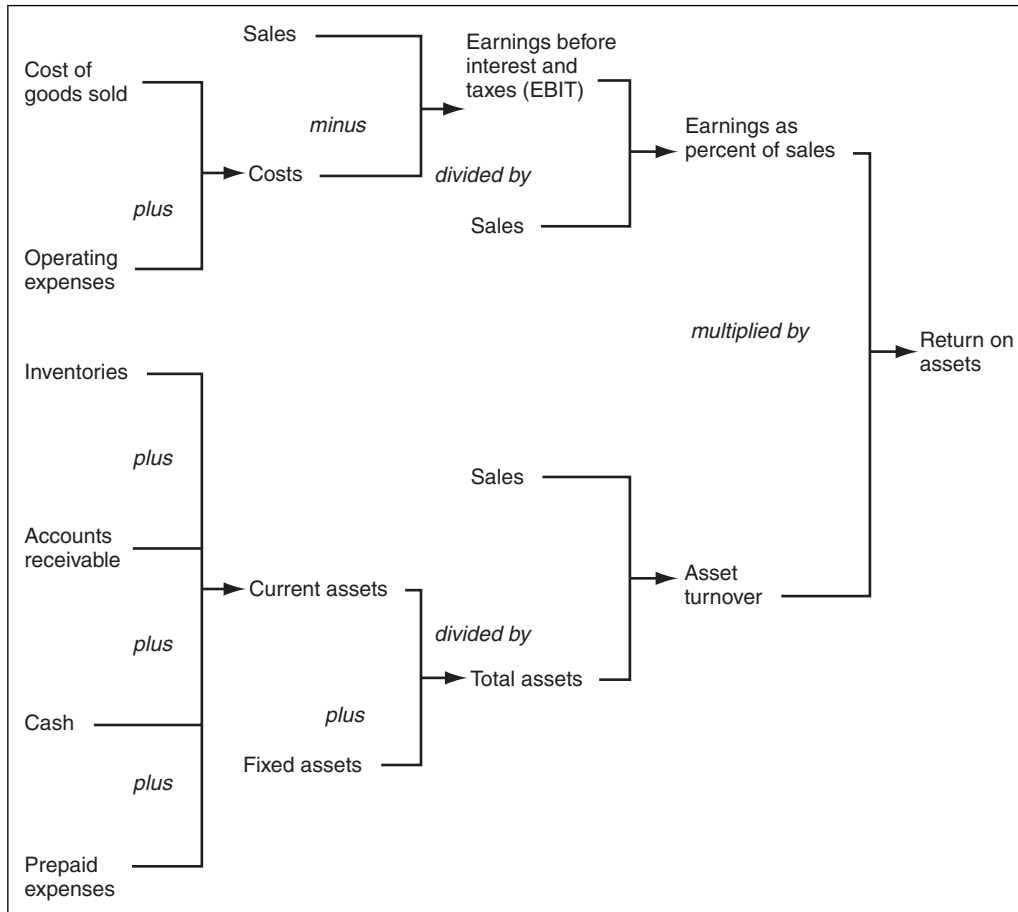 Sales
Earnings before
interest and
taxes (EBIT)
Cost of
goods sold
minus
Earnings as
percent of sales
Costs
divided by
plus
Sales
Operating
expenses
multiplied by
Return on
assets
Inventories
plus
Sales
Accounts
receivable
Current assets
Asset
turnover
divided by
plus
Total assets
Cash
plus
Fixed assets
plus
Prepaid
expenses